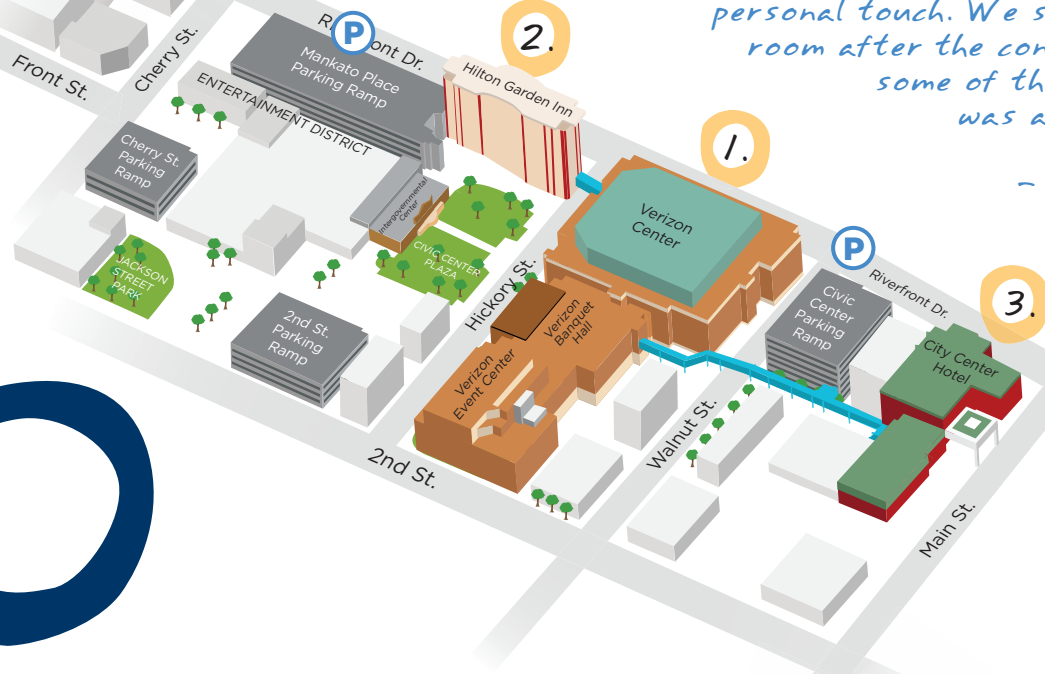 personal touch. We s
room after the con
some of th
was a
–
Front St.
Cherry St.
Riverfront Dr.
P
Mankato Place
Parking Ramp
ENTERTAINMENT DISTRICT
Hilton Garden Inn
2.
1.
Cherry St.
Parking
Ramp
Intergovernmental
Center
CIVIC CENTER
PLAZA
JACKSON
STREET
PARK
2nd St.
Parking
Ramp
Hickory St.
Verizon
Center
Verizon
Banquet
Hall
Verizon
Event Center
P
Civic
Center
Parking
Ramp
Riverfront Dr.
3.
City Center
Hotel
2nd St.
Walnut St.
Main St.